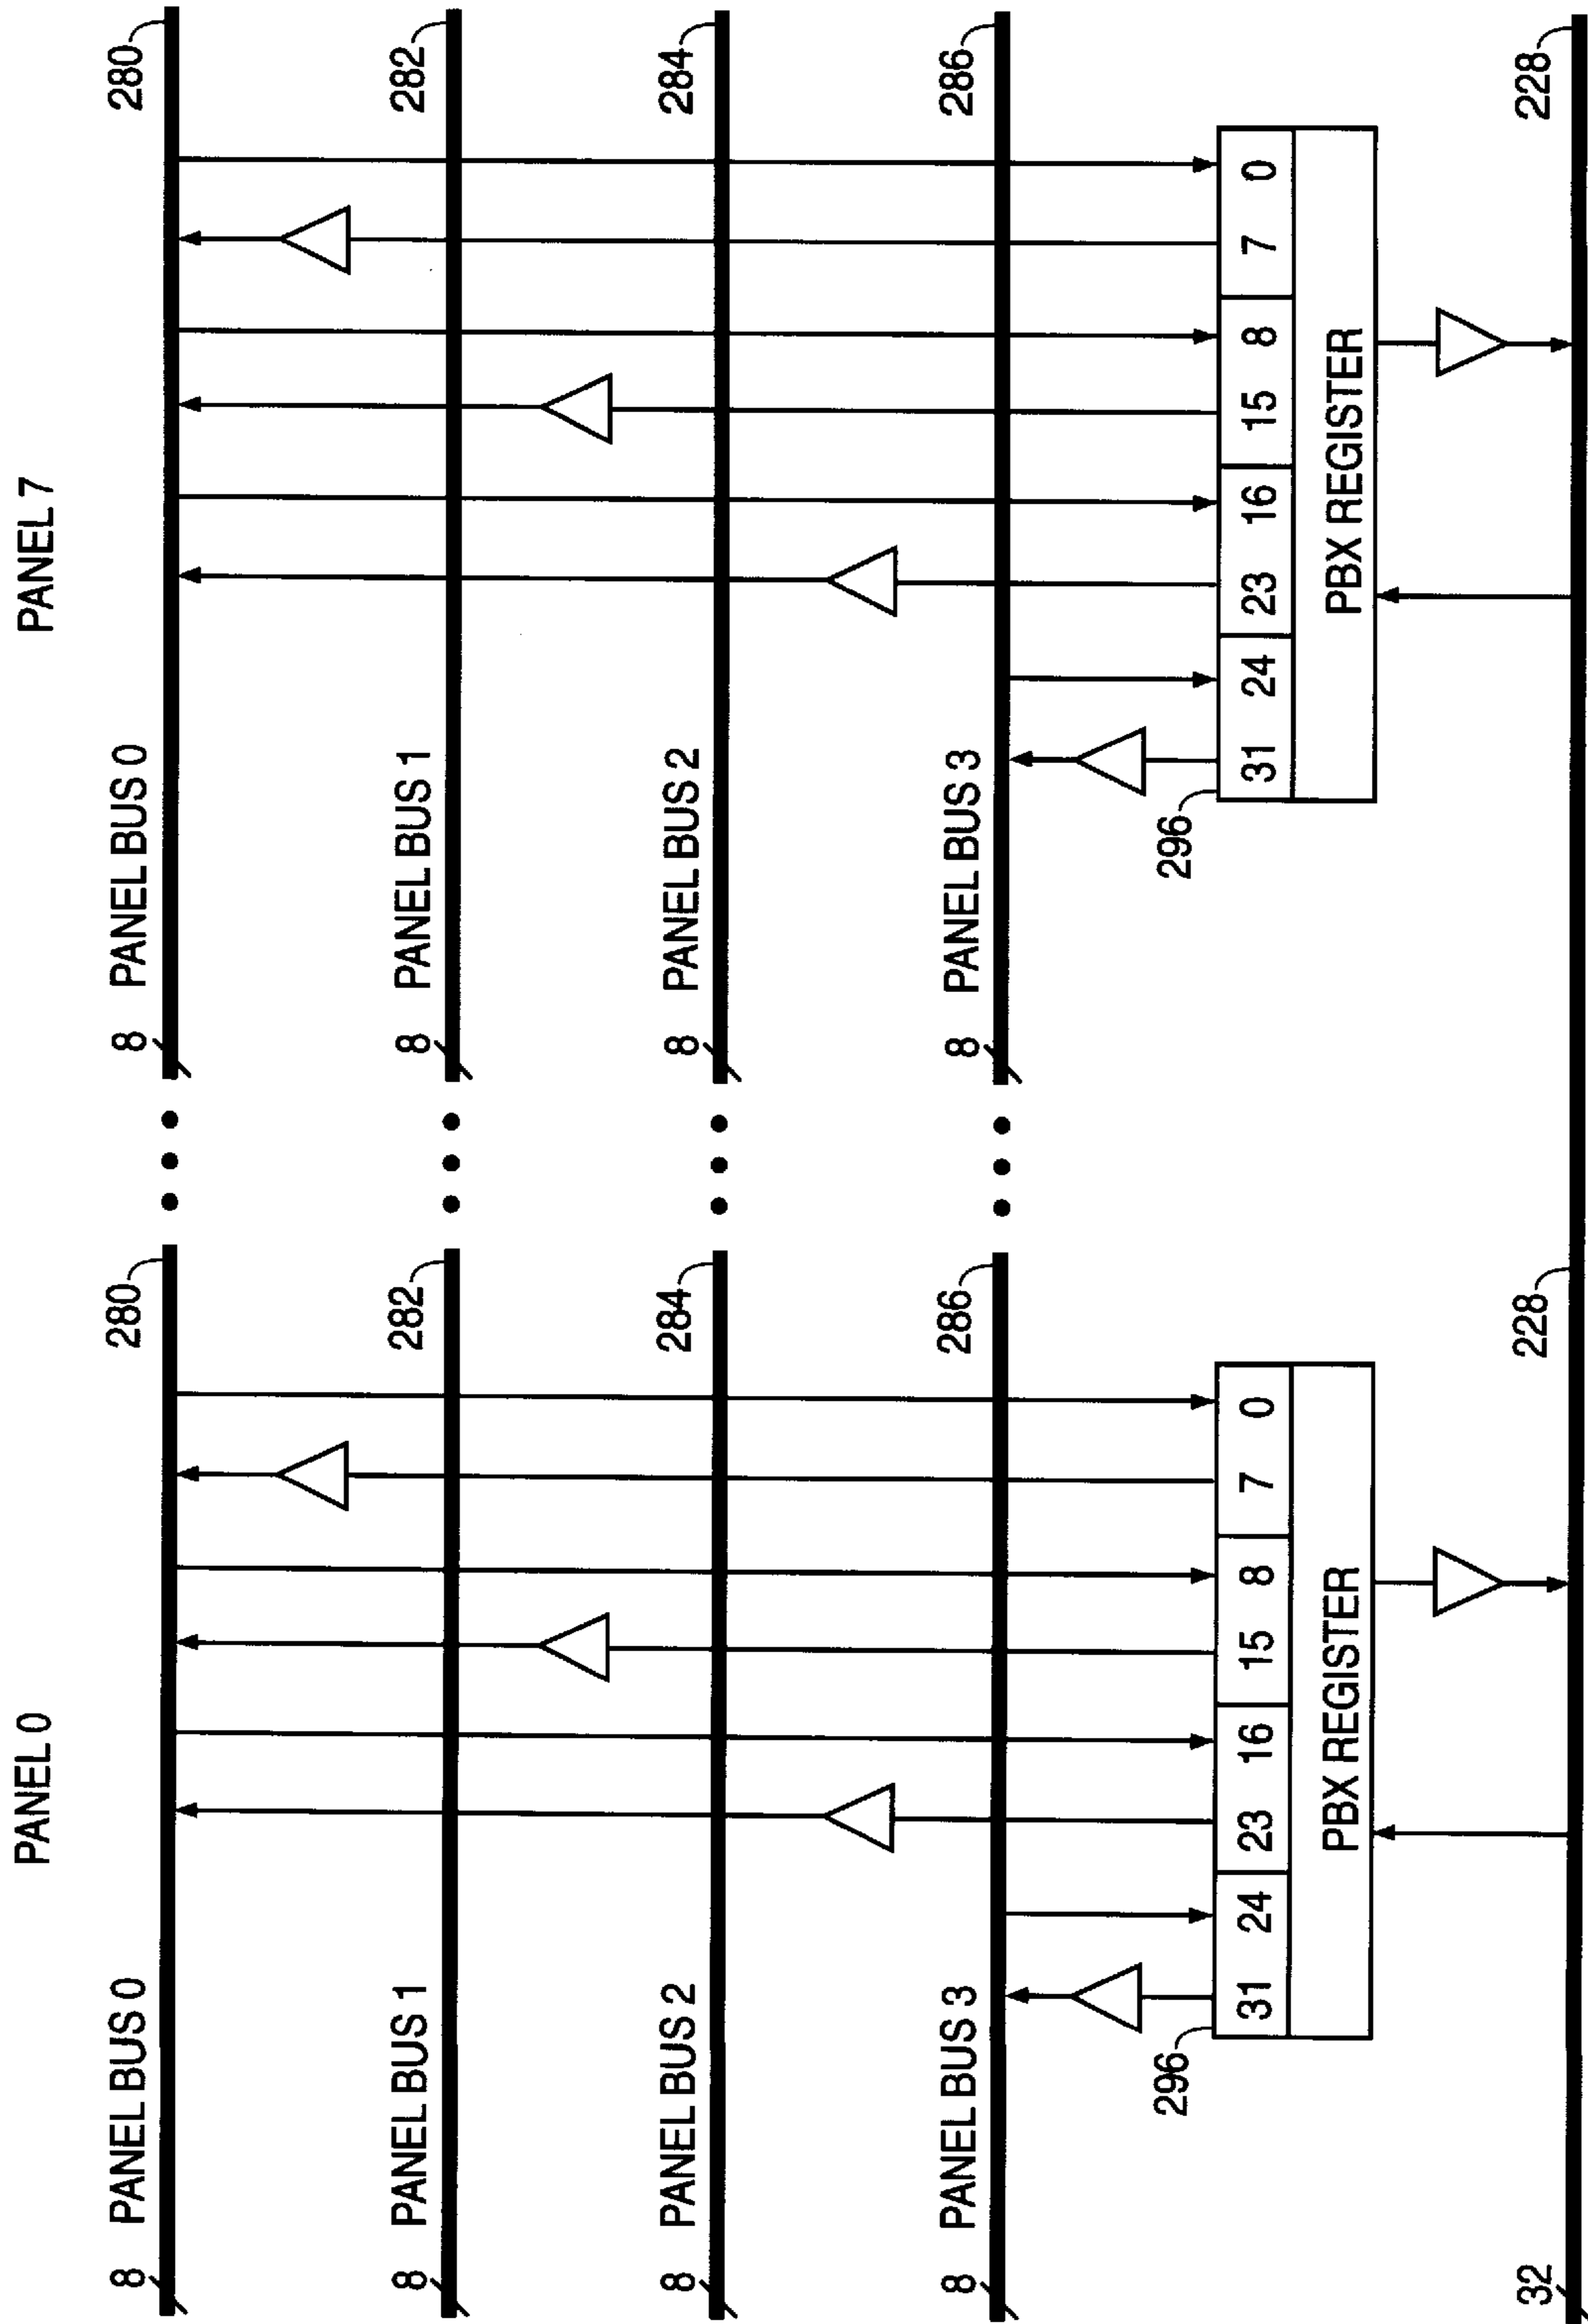 PANEL 0
8 PANEL BUS 0 280
8 PANEL BUS 1 282
8 PANEL BUS 2 284
8 PANEL BUS 3 286
296
31 24 23 16 15 8 7 0
PBX REGISTER
32 228
PANEL 7
8 PANEL BUS 0 280
8 PANEL BUS 1 282
8 PANEL BUS 2 284
8 PANEL BUS 3 286
296
31 24 23 16 15 8 7 0
PBX REGISTER
228